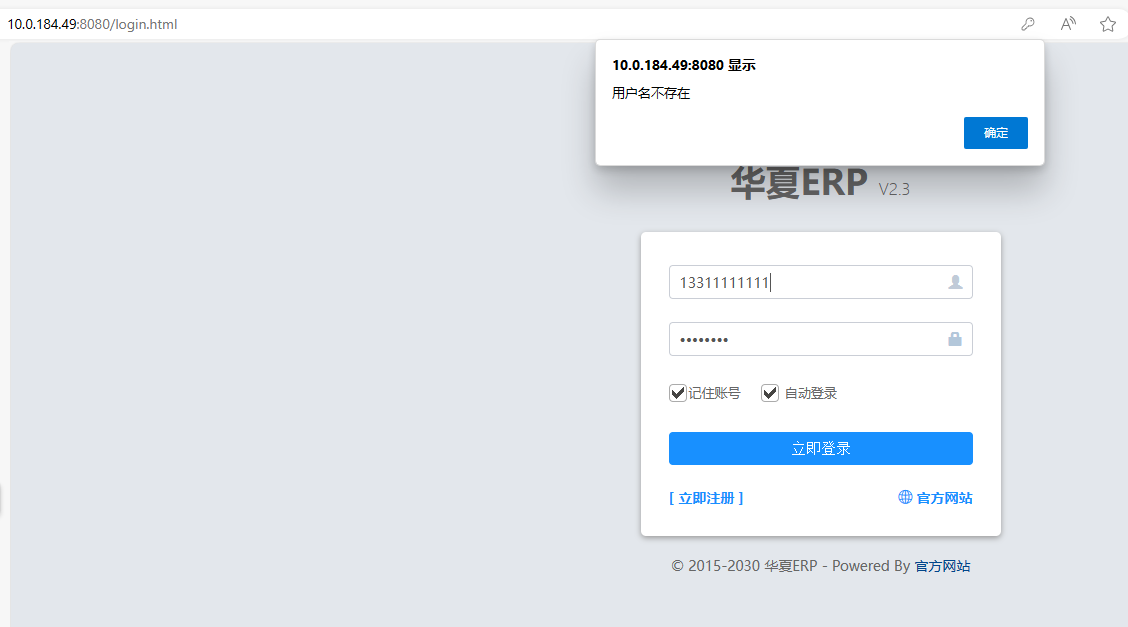 10.0.184.49:8080/login.html
10.0.184.49:8080 显示
用户名不存在
确定
华夏ERP V2.3
13311111111
••••••••
记住账号 自动登录
立即登录
[ 立即注册 ] 官方网站
© 2015-2030 华夏ERP - Powered By 官方网站